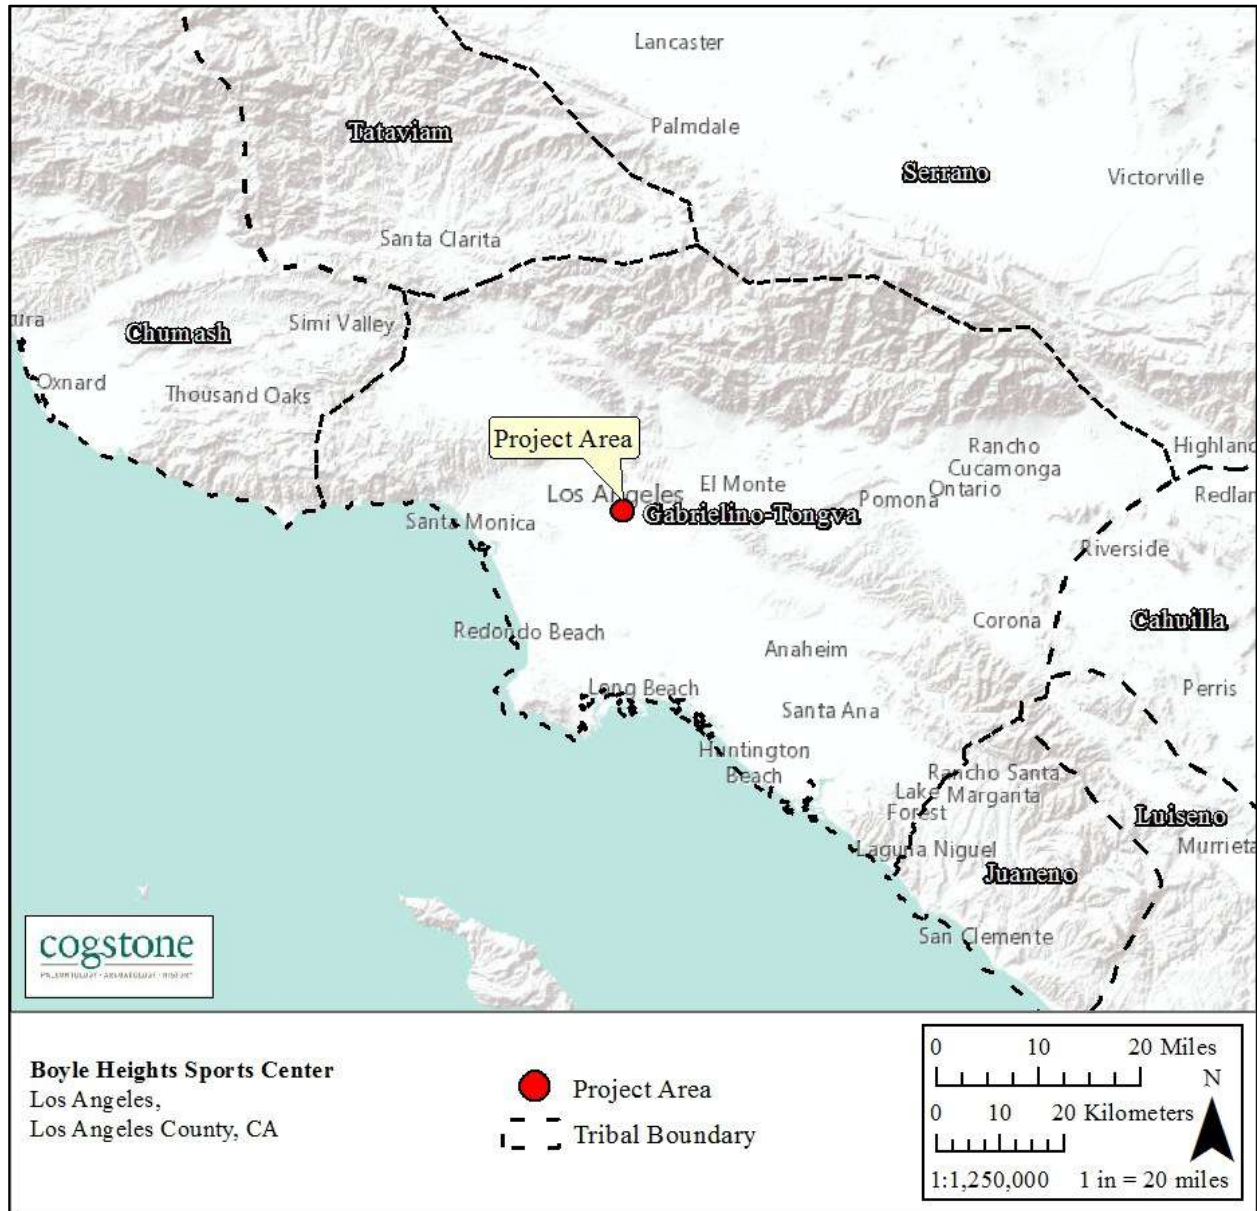 Lancaster
Tataviam
Palmdale
Serrano
Victorville
Santa Clarita
ura
Chumash
Simi Valley
Oxnard
Thousand Oaks
Project Area
Rancho
Cucamonga
Highland
El Monte
Los Angeles
Pomona
Ontario
Redlan
Gabrielino-Tongva
Santa Monica
Riverside
Corona
Cahuilla
Redondo Beach
Anaheim
Long Beach
Perris
Santa Ana
Huntington
Beach
Rancho Santa
Margarita
Lake
Forest
Luiseno
Murrieta
Laguna Niguel
Juaneno
San Clemente
cogstone
PALEONTOLOGY • ARCHAEOLOGY • HISTORY
Boyle Heights Sports Center
Los Angeles,
Los Angeles County, CA
Project Area
Tribal Boundary
0 10 20 Miles
N
0 10 20 Kilometers
1:1,250,000 1 in = 20 miles